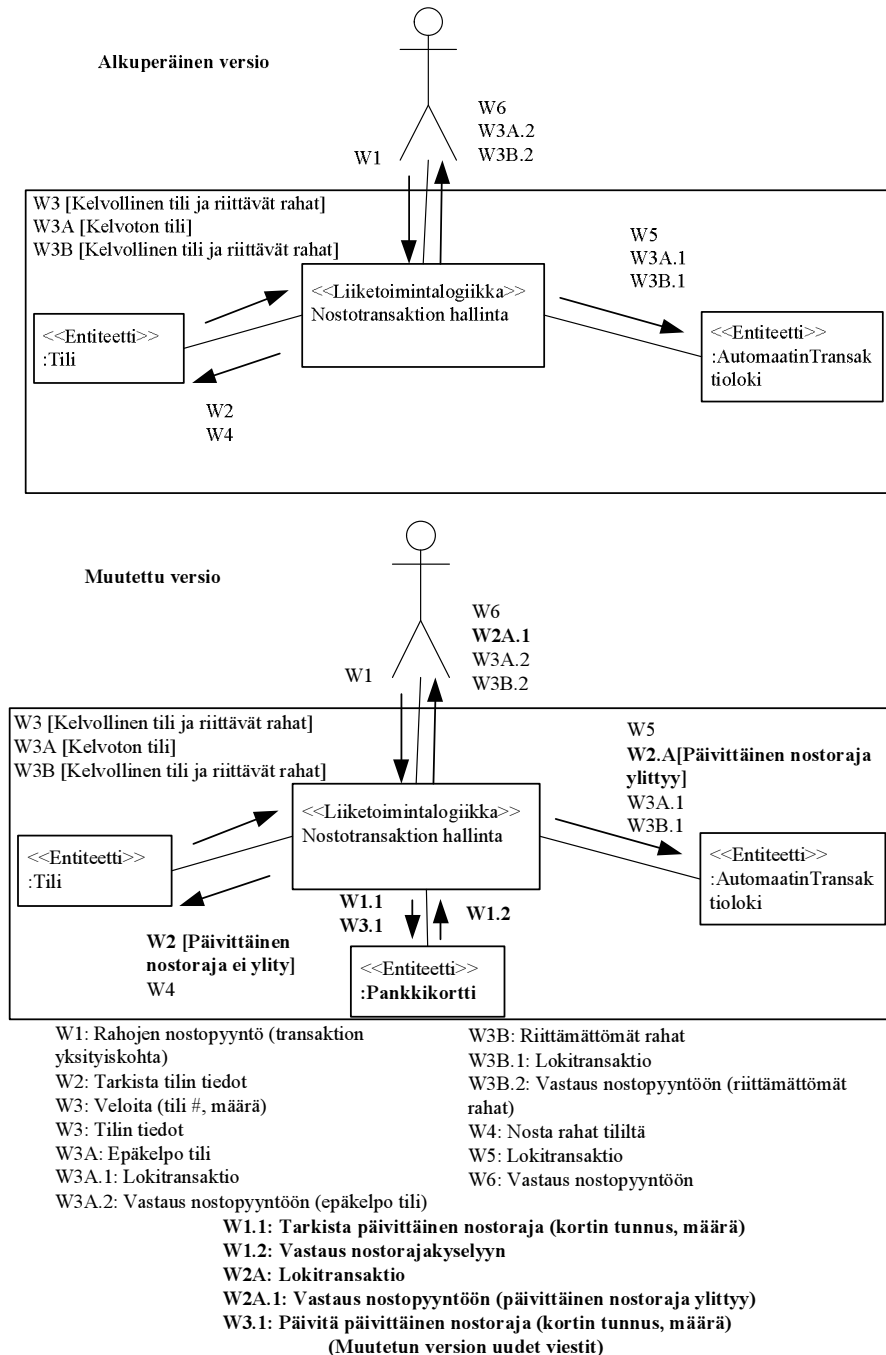 Alkuperäinen versio
W1
W6
W3A.2
W3B.2
W3 [Kelvollinen tili ja riittävät rahat]
W3A [Kelvoton tili]
W3B [Kelvollinen tili ja riittävät rahat]
W5
W3A.1
W3B.1
<<Liiketoimintalogiikka>>
Nostotransaktion hallinta
<<Entiteetti>>
:Tili
<<Entiteetti>>
:AutomaatinTransak
tioloki
W2
W4
Muutettu versio
W1
W6
W2A.1
W3A.2
W3B.2
W3 [Kelvollinen tili ja riittävät rahat]
W3A [Kelvoton tili]
W3B [Kelvollinen tili ja riittävät rahat]
W5
W2.A[Päivittäinen nostoraja
ylittyy]
W3A.1
W3B.1
<<Liiketoimintalogiikka>>
Nostotransaktion hallinta
<<Entiteetti>>
:Tili
<<Entiteetti>>
:AutomaatinTransak
tioloki
W1.1
W3.1
W1.2
W2 [Päivittäinen
nostoraja ei ylity]
W4
<<Entiteetti>>
:Pankkikortti
W1: Rahojen nostopyyntö (transaktion
yksityiskohta)
W2: Tarkista tilin tiedot
W3: Veloita (tili #, määrä)
W3: Tilin tiedot
W3A: Epäkelpo tili
W3A.1: Lokitransaktio
W3A.2: Vastaus nostopyyntöön (epäkelpo tili)
W3B: Riittämättömät rahat
W3B.1: Lokitransaktio
W3B.2: Vastaus nostopyyntöön (riittämättömät
rahat)
W4: Nosta rahat tililtä
W5: Lokitransaktio
W6: Vastaus nostopyyntöön
W1.1: Tarkista päivittäinen nostoraja (kortin tunnus, määrä)
W1.2: Vastaus nostorajakyselyyn
W2A: Lokitransaktio
W2A.1: Vastaus nostopyyntöön (päivittäinen nostoraja ylittyy)
W3.1: Päivitä päivittäinen nostoraja (kortin tunnus, määrä)
(Muutetun version uudet viestit)